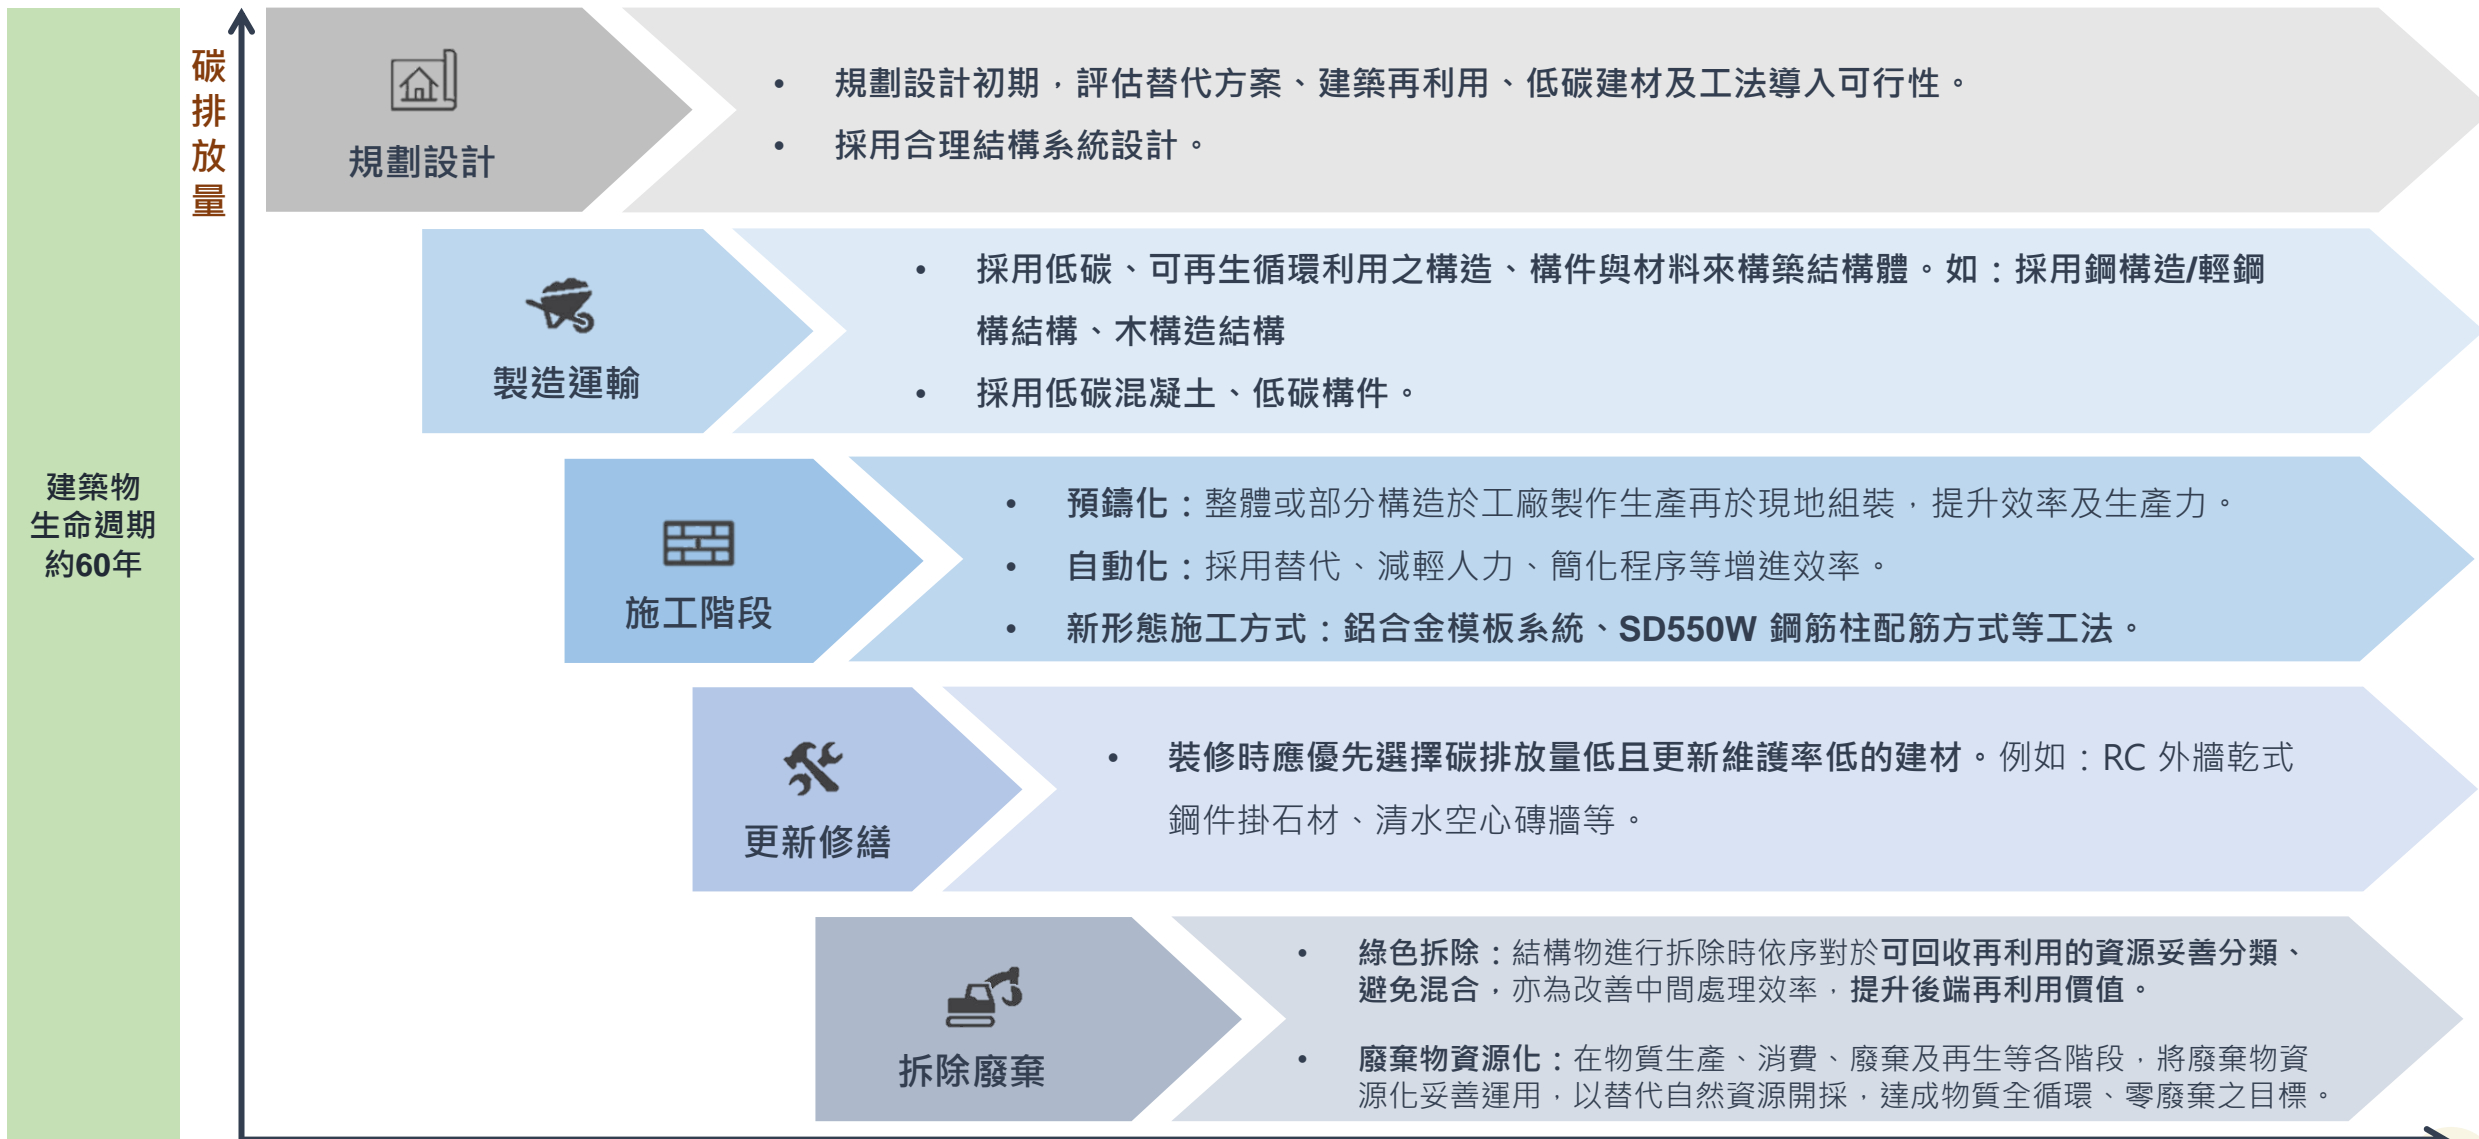 建築物
生命週期
約60年
碳
排
放
量
規劃設計
• 規劃設計初期，評估替代方案、建築再利用、低碳建材及工法導入可行性。
• 採用合理結構系統設計。
製造運輸
• 採用低碳、可再生循環利用之構造、構件與材料來構築結構體。如：採用鋼構造/輕鋼
構結構、木構造結構
• 採用低碳混凝土、低碳構件。
施工階段
• 預鑄化：整體或部分構造於工廠製作生產再於現地組裝，提升效率及生產力。
• 自動化：採用替代、減輕人力、簡化程序等增進效率。
• 新形態施工方式：鋁合金模板系統、SD550W 鋼筋柱配筋方式等工法。
更新修繕
• 裝修時應優先選擇碳排放量低且更新維護率低的建材。例如：RC 外牆乾式
鋼件掛石材、清水空心磚牆等。
拆除廢棄
• 綠色拆除：結構物進行拆除時依序對於可回收再利用的資源妥善分類、
避免混合，亦為改善中間處理效率，提升後端再利用價值。
• 廢棄物資源化：在物質生產、消費、廢棄及再生等各階段，將廢棄物資
源化妥善運用，以替代自然資源開採，達成物質全循環、零廢棄之目標。